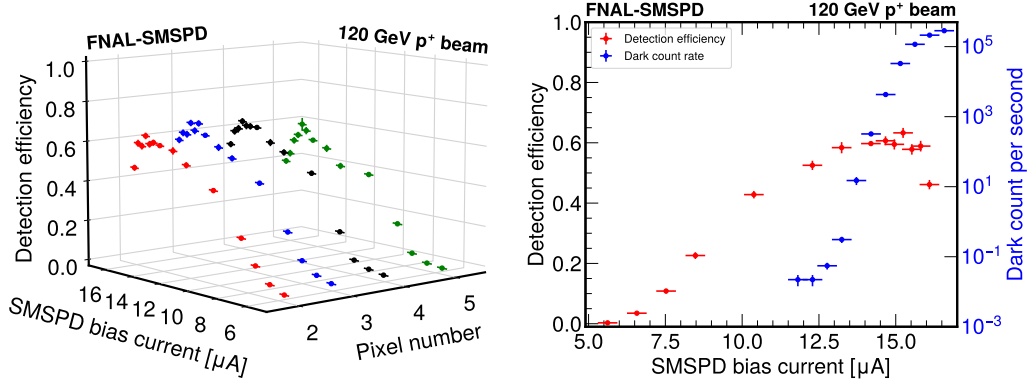 FNAL-SMSPD
120 GeV p⁺ beam
Detection efficiency
1.0
0.8
0.6
0.4
0.2
0.0
16 14 12 10 8 6
SMSPD bias current [µA]
2 3 4 5
Pixel number
FNAL-SMSPD
120 GeV p⁺ beam
Detection efficiency
Dark count rate
Detection efficiency
1.0
0.8
0.6
0.4
0.2
0.0
5.0 7.5 10.0 12.5 15.0
SMSPD bias current [µA]
10⁵
10³
10¹
10⁻¹
10⁻³
Dark count per second